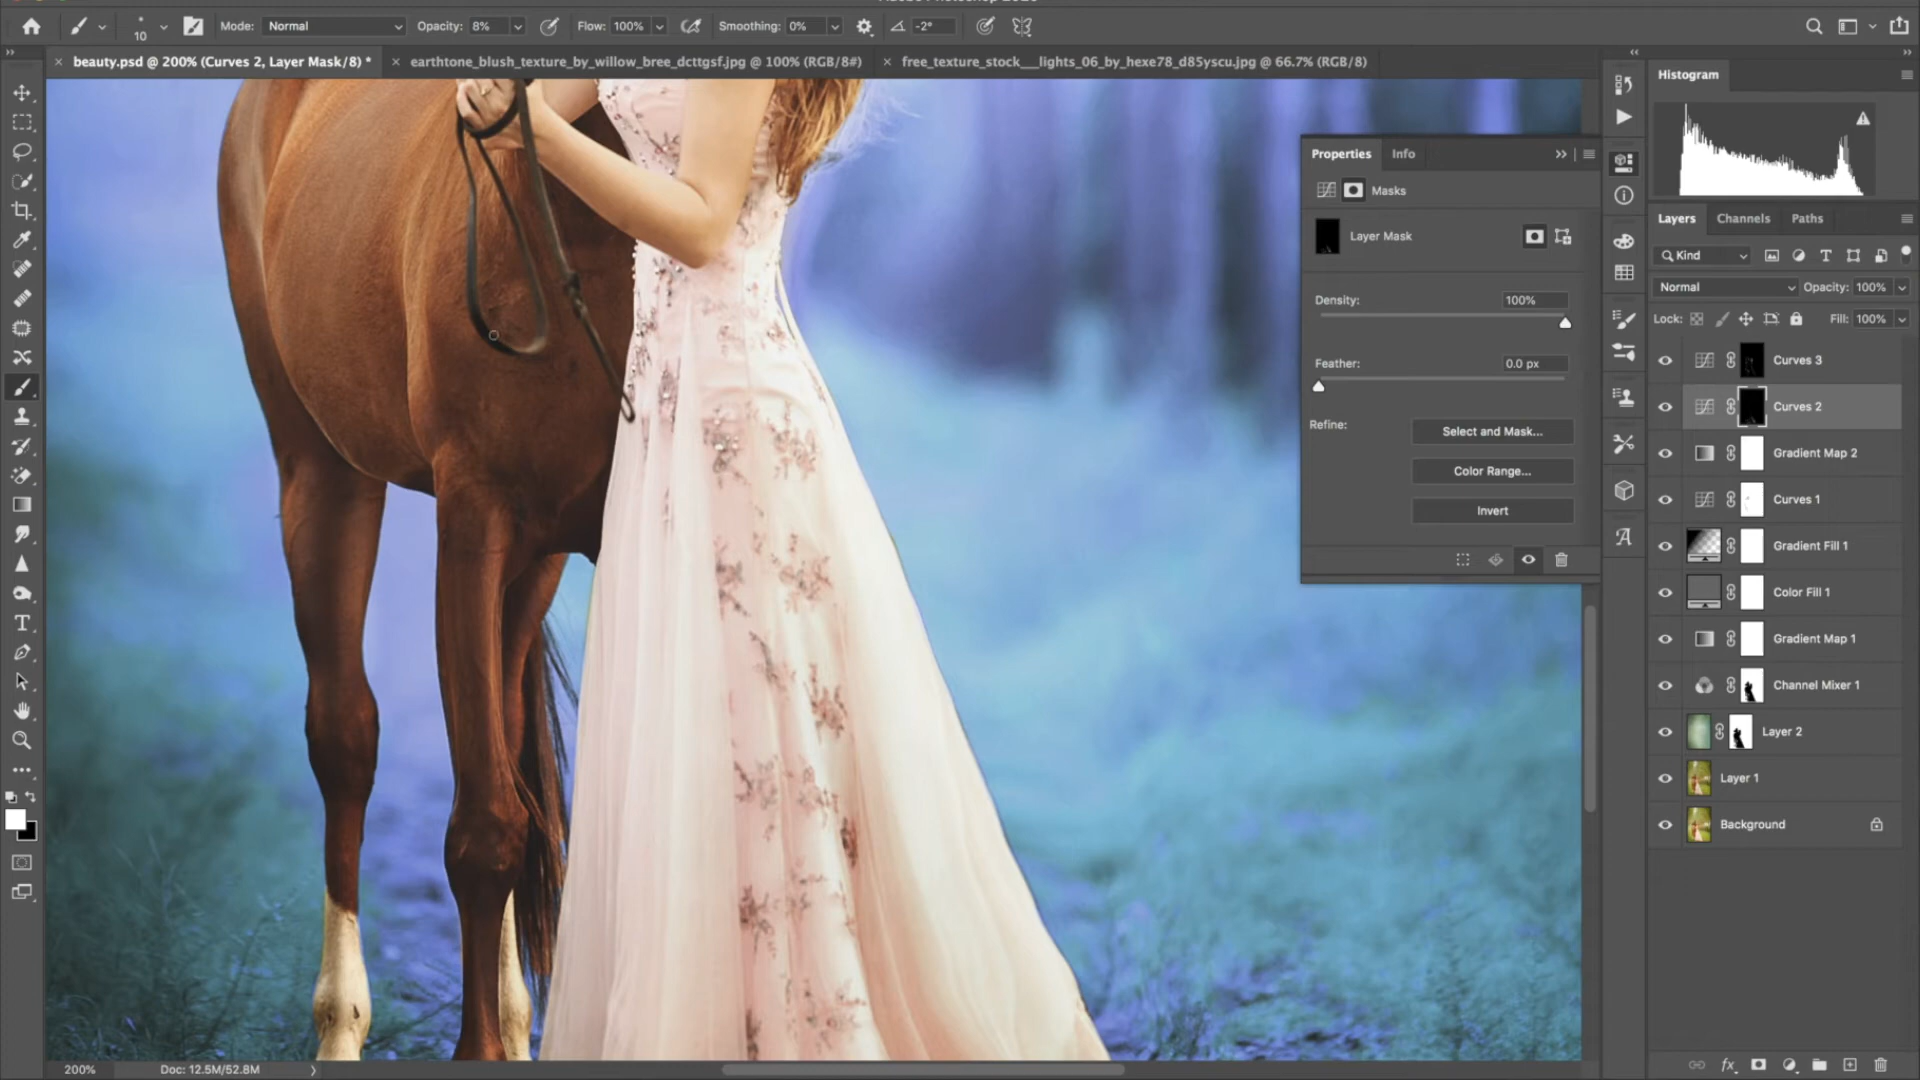 10
Mode: Normal
Opacity: 8%
Flow: 100%
Smoothing: 0%
-2°
beauty.psd @ 200% (Curves 2, Layer Mask/8) *
earthtone_blush_texture_by_willow_bree_dcttgsf.jpg @ 100% (RGB/8#)
free_texture_stock___lights_06_by_hexe78_d85yscu.jpg @ 66.7% (RGB/8)
Histogram
Properties
Info
Masks
Layer Mask
Density:
100%
Feather:
0.0 px
Refine:
Select and Mask...
Color Range...
Invert
Layers
Channels
Paths
Kind
Normal
Opacity: 100%
Lock:
Fill: 100%
Curves 3
Curves 2
Gradient Map 2
Curves 1
Gradient Fill 1
Color Fill 1
Gradient Map 1
Channel Mixer 1
Layer 2
Layer 1
Background
200%
Doc: 12.5M/52.8M